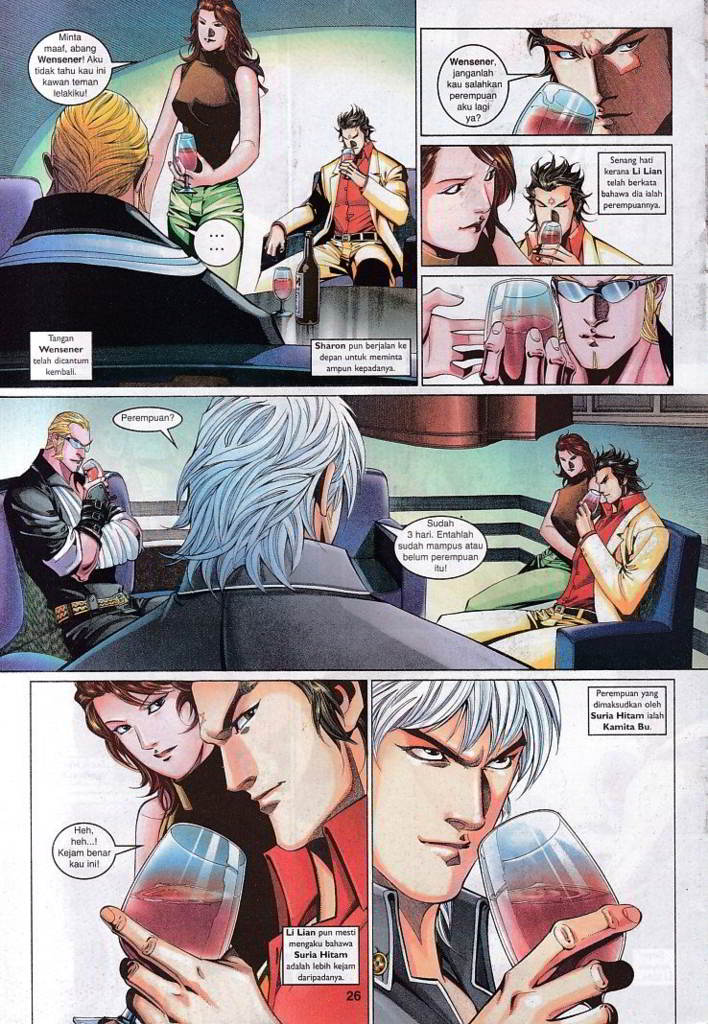 Minta
maaf, abang
Wensener! Aku
tidak tahu kau ini
kawan teman
lelakiku!
...
...
Tangan
Wensener
telah dicantum
kembali.
Sharon pun berjalan ke
depan untuk meminta
ampun kepadanya.
Wensener,
janganlah
kau salahkan
perempuan
aku lagi
ya?
Senang hati
kerana Li Lian
telah berkata
bahawa dia ialah
perempuannya.
Perempuan?
Sudah
3 hari. Entahlah
sudah mampus atau
belum perempuan
itu!
Heh,
heh...!
Kejam benar
kau ini!
Li Lian pun mesti
mengaku bahawa
Suria Hitam
adalah lebih kejam
daripadanya.
Perempuan yang
dimaksudkan oleh
Suria Hitam ialah
Kamita Bu.
26